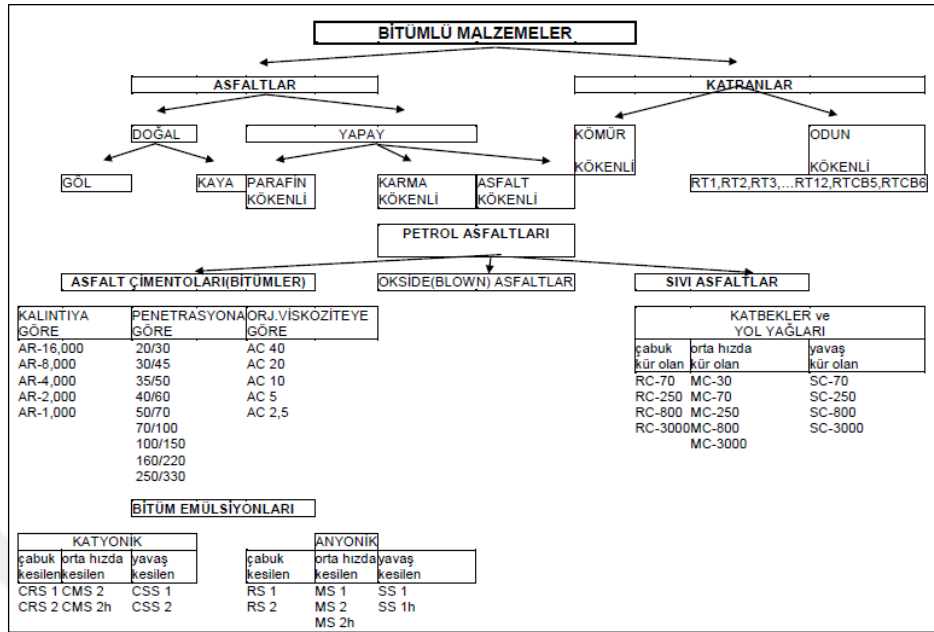 BİTÜMLÜ MALZEMELER
ASFALTLAR KATRANLAR
DOĞAL YAPAY KÖMÜR KÖKENLİ ODUN KÖKENLİ
GÖL KAYA PARAFİN KÖKENLİ KARMA KÖKENLİ ASFALT KÖKENLİ RT1,RT2,RT3,...RT12,RTCB5,RTCB6
PETROL ASFALTLARI
ASFALT ÇİMENTOLARI(BİTÜMLER) OKSİDE(BLOWN) ASFALTLAR SIVI ASFALTLAR
KALINTIYA GÖRE
AR-16,000
AR-8,000
AR-4,000
AR-2,000
AR-1,000
PENETRASYONA GÖRE
20/30
30/45
35/50
40/60
50/70
70/100
100/150
160/220
250/330
ORJ.VİSKOZİTEYE GÖRE
AC 40
AC 20
AC 10
AC 5
AC 2,5
KATBEKLER ve
YOL YAĞLARI
çabuk
kür olan
RC-70
RC-250
RC-800
RC-3000
orta hızda
kür olan
MC-30
MC-70
MC-250
MC-800
MC-3000
yavaş
kür olan
SC-70
SC-250
SC-800
SC-3000
BİTÜM EMÜLSİYONLARI
KATYONİK
çabuk
kesilen
CRS 1
CRS 2
orta hızda
kesilen
CMS 2
CMS 2h
yavaş
kesilen
CSS 1
CSS 2
ANYONİK
çabuk
kesilen
RS 1
RS 2
orta hızda
kesilen
MS 1
MS 2
MS 2h
yavaş
kesilen
SS 1
SS 1h